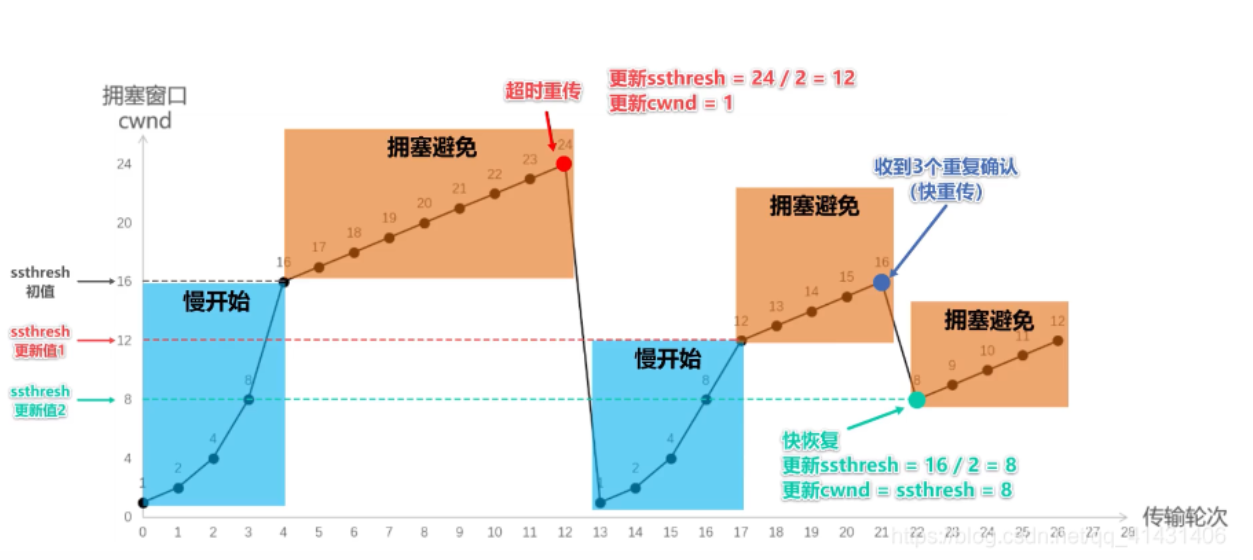 超时重传
更新ssthresh = 24 / 2 = 12
更新cwnd = 1
拥塞窗口
cwnd
拥塞避免
24
24
23
22
21
20
19
18
17
16
收到3个重复确认
（快重传）
拥塞避免
16
15
14
13
12
20
ssthresh
初值
16
慢开始
8
4
2
1
ssthresh
更新值1
12
慢开始
8
4
2
1
拥塞避免
12
11
10
9
8
ssthresh
更新值2
8
4
0
快恢复
更新ssthresh = 16 / 2 = 8
更新cwnd = ssthresh = 8
0 1 2 3 4 5 6 7 8 9 10 11 12 13 14 15 16 17 18 19 20 21 22 23 24 25 26 27 28
传输轮次
https://blog.csdn.net/qq_41431406